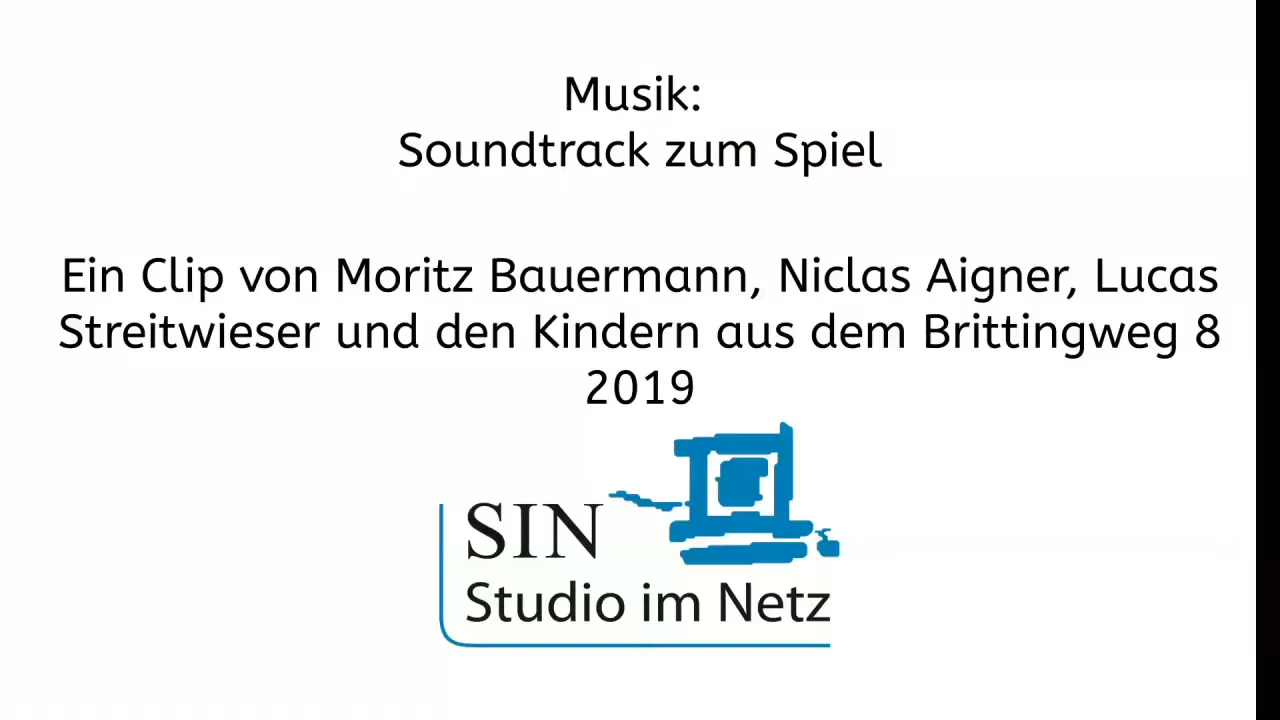 Musik:
Soundtrack zum Spiel
Ein Clip von Moritz Bauermann, Niclas Aigner, Lucas
Streitwieser und den Kindern aus dem Brittingweg 8
2019
SIN
Studio im Netz